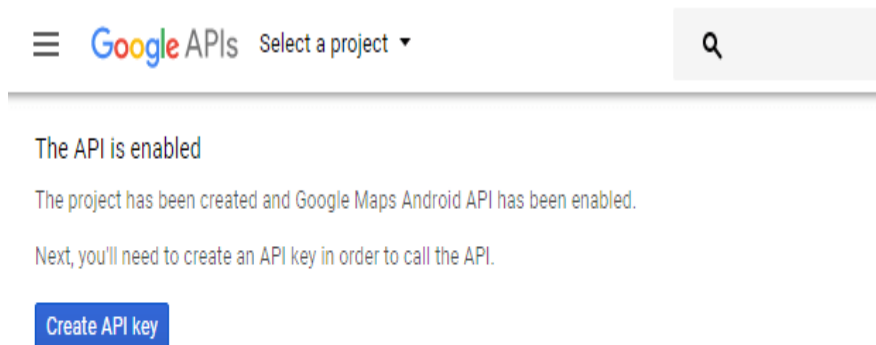 Google APIs Select a project
The API is enabled
The project has been created and Google Maps Android API has been enabled.
Next, you'll need to create an API key in order to call the API.
Create API key